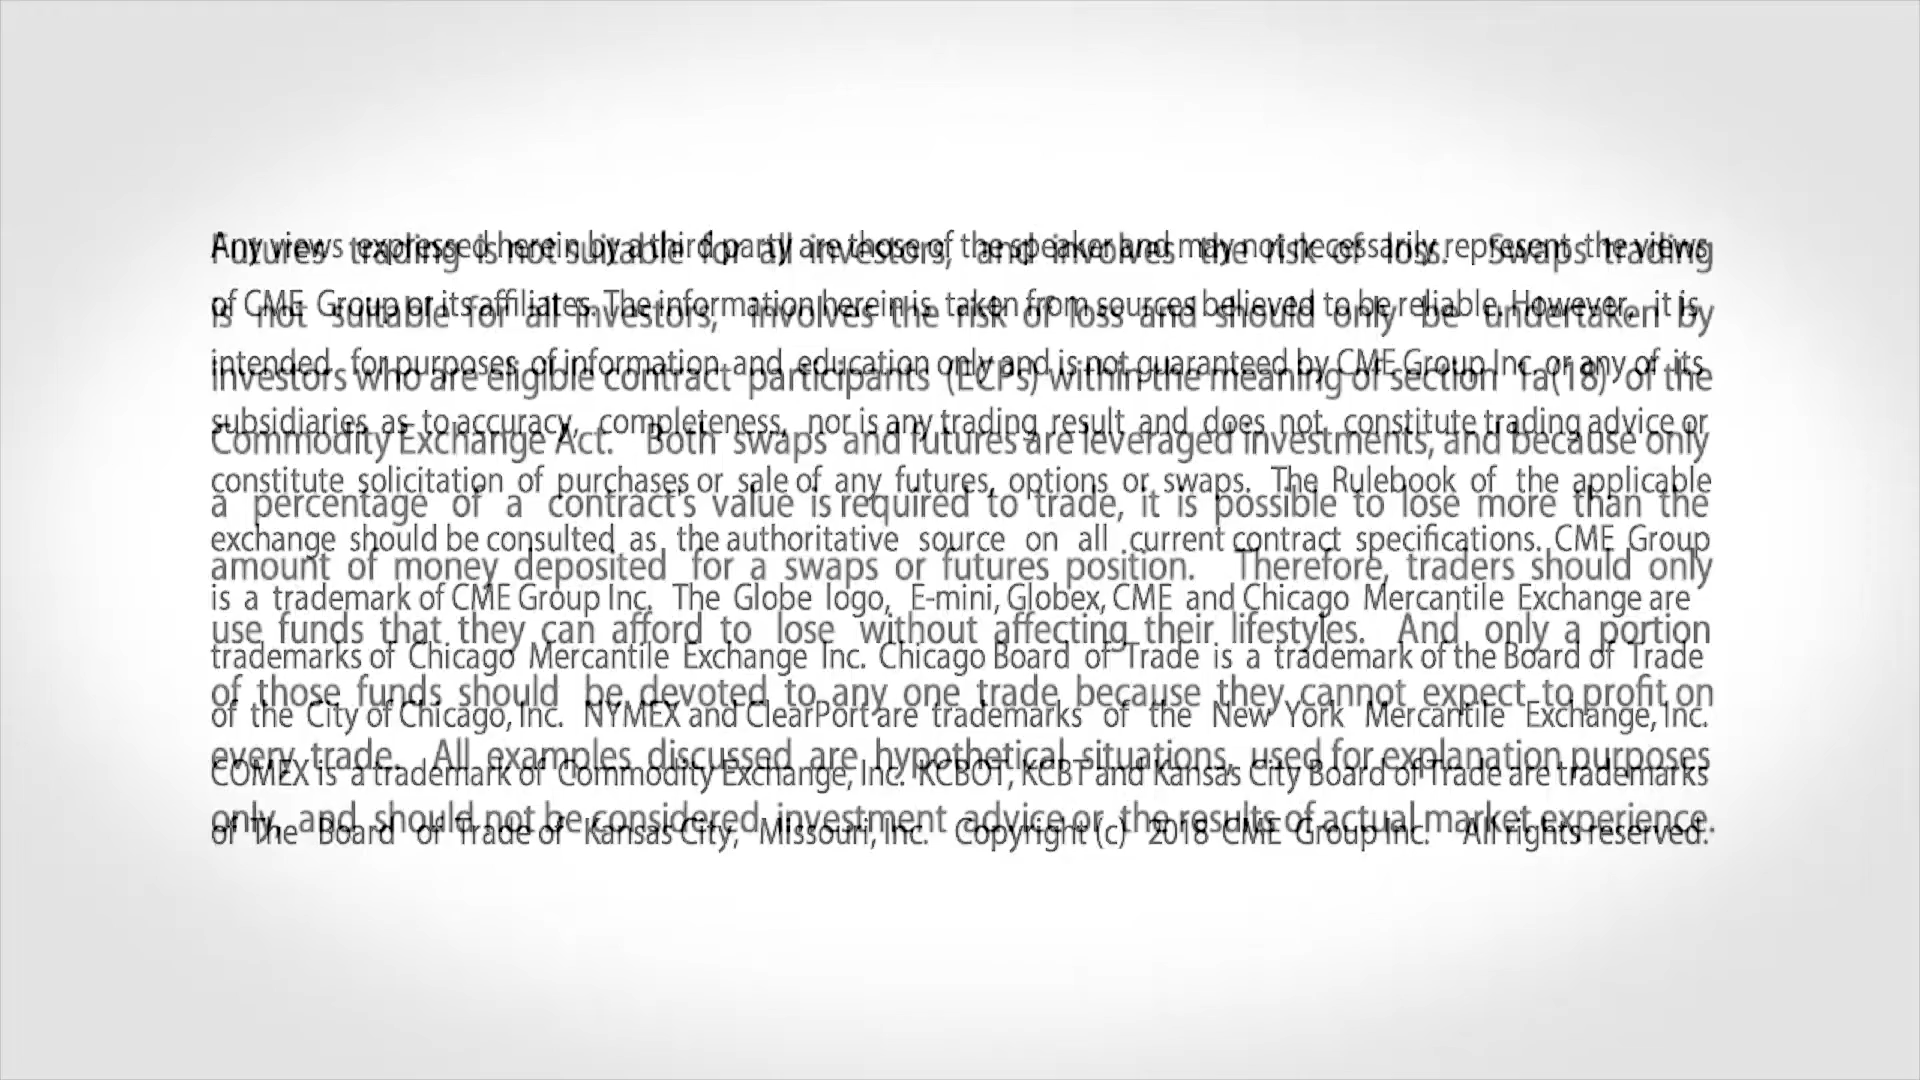 Any views expressed herein by a third party are those of the speaker and may not necessarily represent the views
of CME Group or its affiliates. The information herein is taken from sources believed to be reliable. However, it is
intended for purposes of information and education only and is not guaranteed by CME Group Inc. or any of its
subsidiaries as to accuracy, completeness, nor is any trading result and does not constitute trading advice or
constitute solicitation of purchases or sale of any futures, options or swaps. The Rulebook of the applicable
exchange should be consulted as the authoritative source on all current contract specifications. CME Group
is a trademark of CME Group Inc. The Globe logo, E-mini, Globex, CME and Chicago Mercantile Exchange are
trademarks of Chicago Mercantile Exchange Inc. Chicago Board of Trade is a trademark of the Board of Trade
of the City of Chicago, Inc. NYMEX and ClearPort are trademarks of the New York Mercantile Exchange, Inc.
COMEX is a trademark of Commodity Exchange, Inc. KCBOT, KCBT and Kansas City Board of Trade are trademarks
of The Board of Trade of Kansas City, Missouri, Inc. Copyright (c) 2018 CME Group Inc. All rights reserved.
Futures trading is not suitable for all investors, and involves the risk of loss. Swaps trading
is not suitable for all investors, involves the risk of loss and should only be undertaken by
investors who are eligible contract participants (ECPs) within the meaning of section 1a(18) of the
Commodity Exchange Act. Both swaps and futures are leveraged investments, and because only
a percentage of a contract's value is required to trade, it is possible to lose more than the
amount of money deposited for a swaps or futures position. Therefore, traders should only
use funds that they can afford to lose without affecting their lifestyles. And only a portion
of those funds should be devoted to any one trade because they cannot expect to profit on
every trade. All examples discussed are hypothetical situations, used for explanation purposes
only, and should not be considered investment advice or the results of actual market experience.